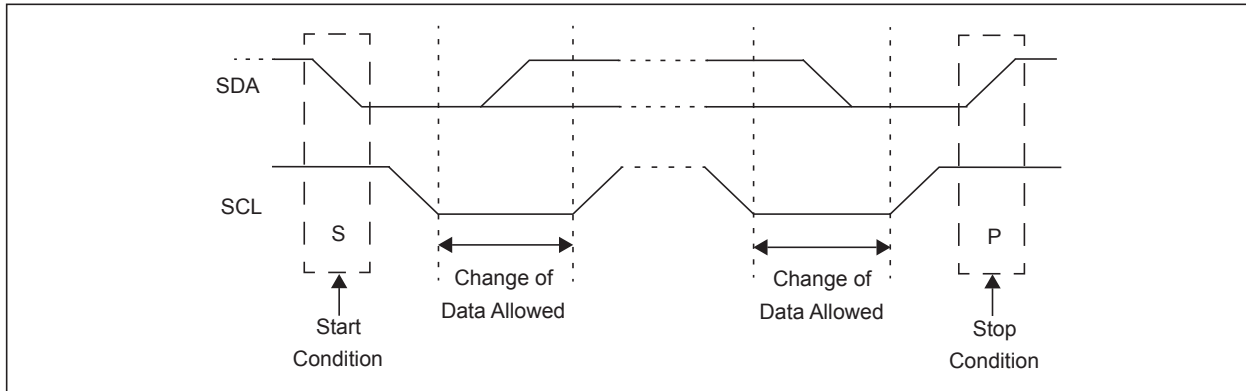 SDA
SCL
S
P
Change of
Data Allowed
Change of
Data Allowed
Start
Condition
Stop
Condition